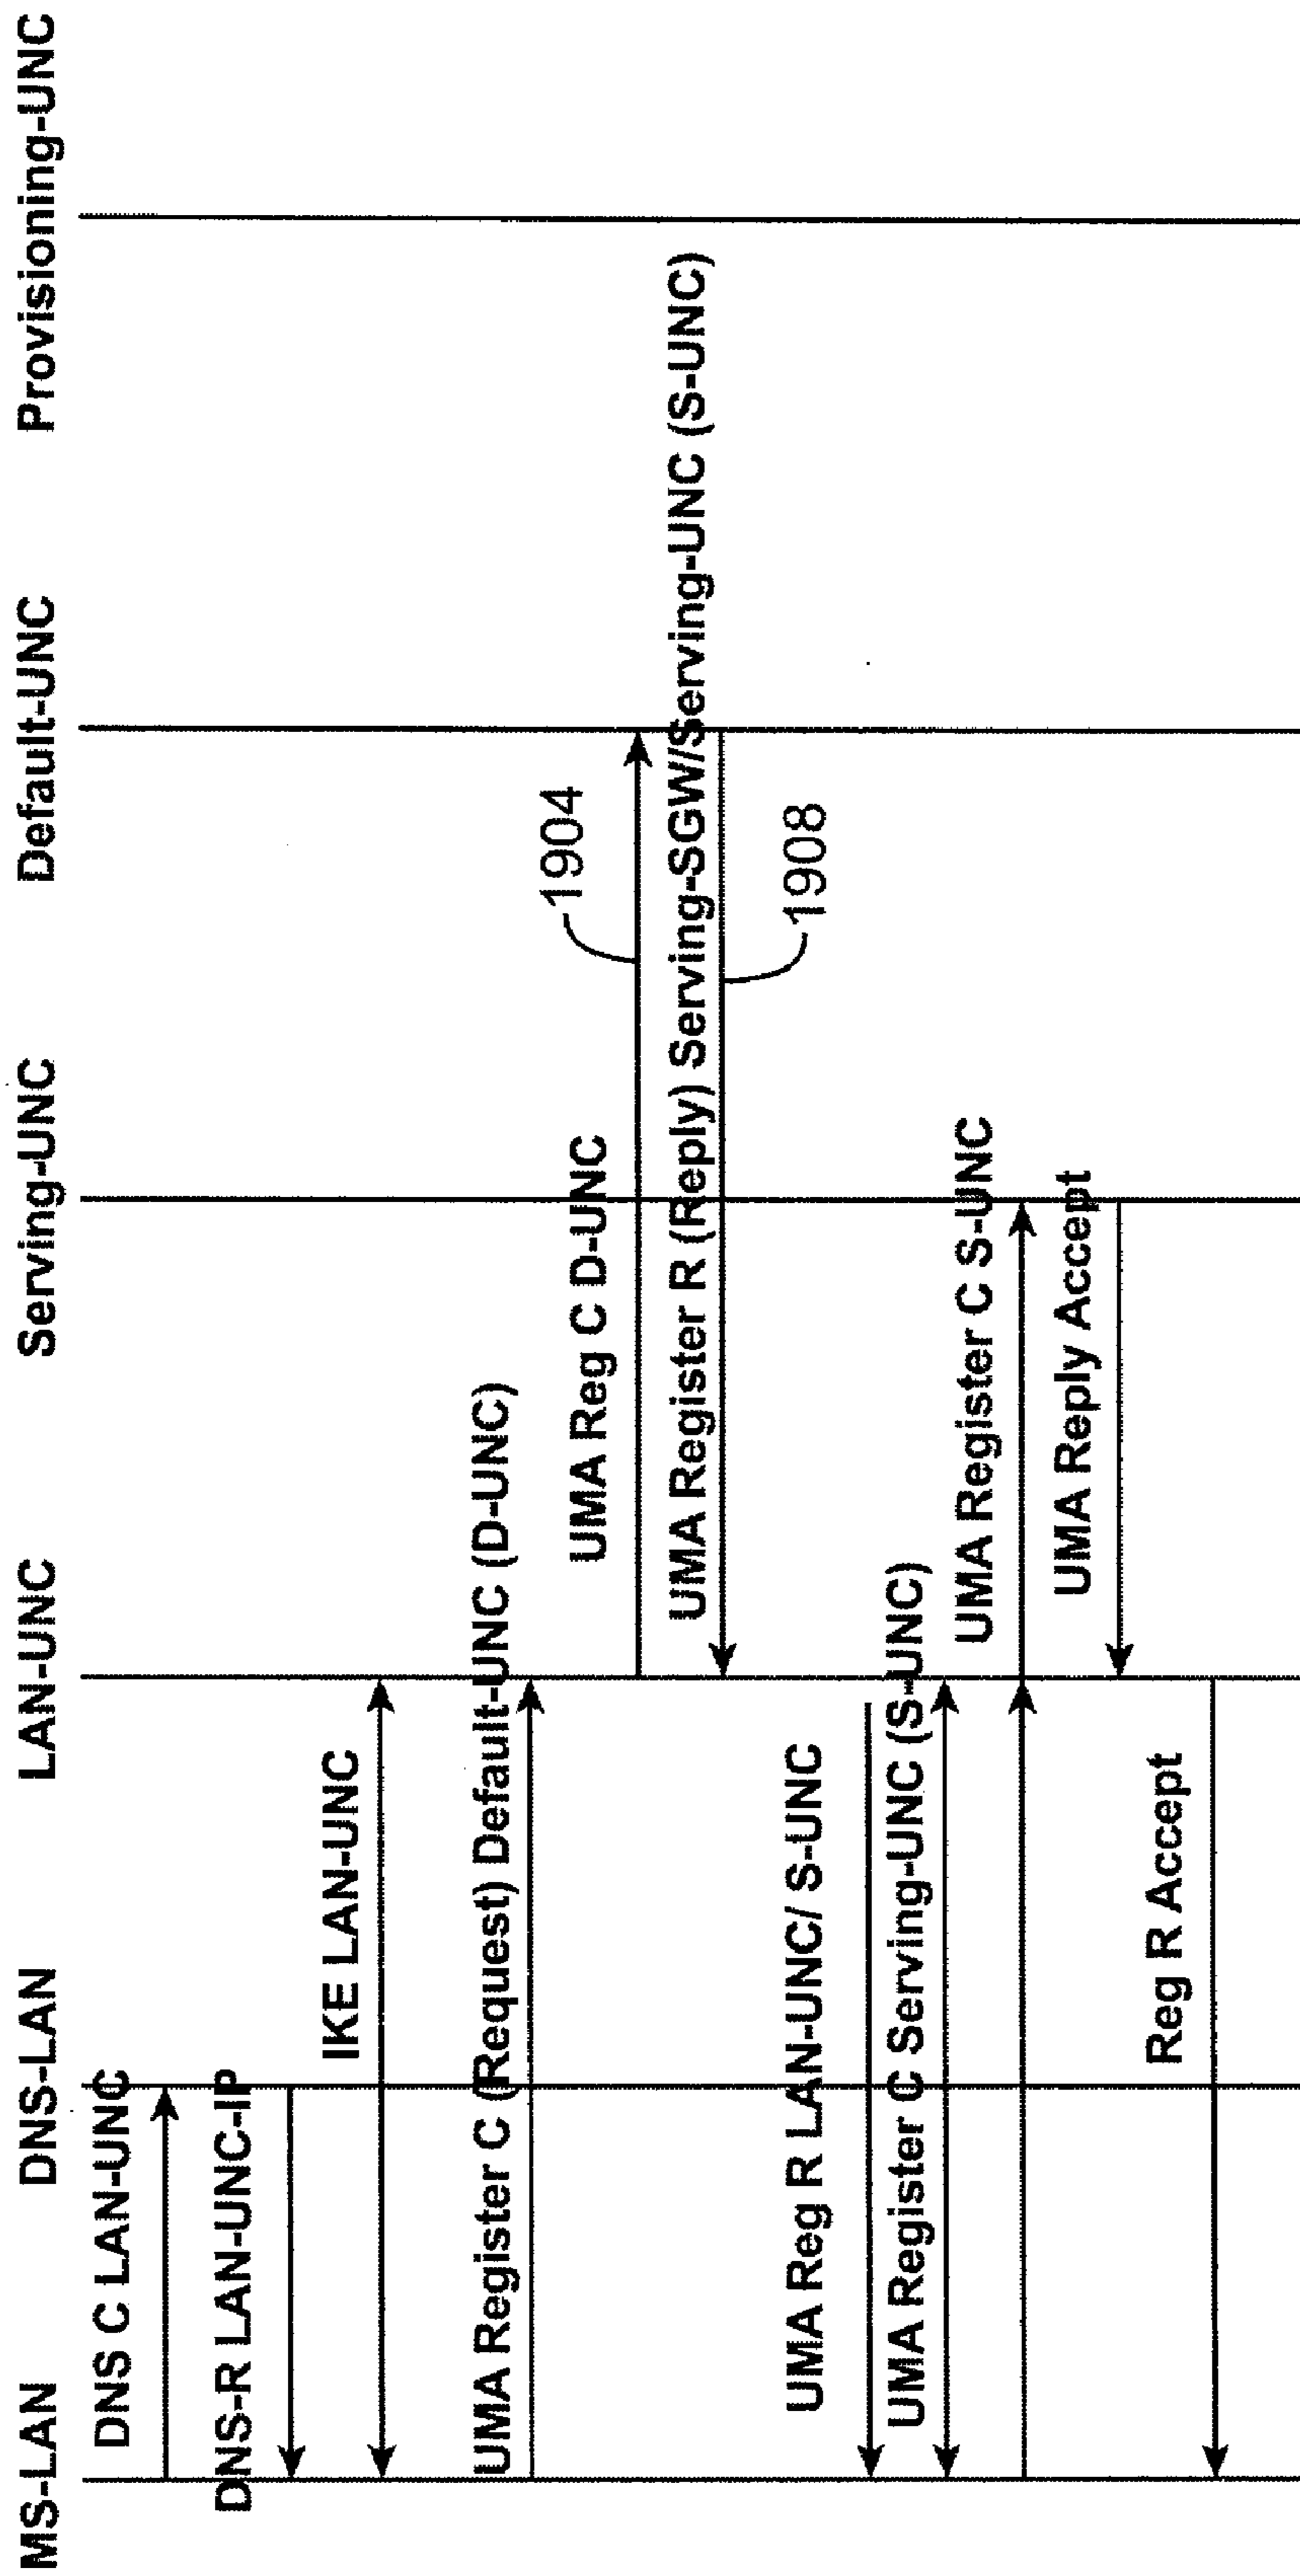 MS-LAN
DNS-LAN
LAN-UNC
Serving-UNC
Default-UNC
Provisioning-UNC
DNS C LAN-UNC
DNS-R LAN-UNC-IP
IKE LAN-UNC
UMA Register C (Request) Default-UNC (D-UNC)
1904
UMA Reg C D-UNC
UMA Register R (Reply) Serving-SGW/Serving-UNC (S-UNC)
1908
UMA Reg R LAN-UNC/ S-UNC
UMA Register C Serving-UNC (S-UNC)
UMA Register C S-UNC
UMA Reply Accept
Reg R Accept